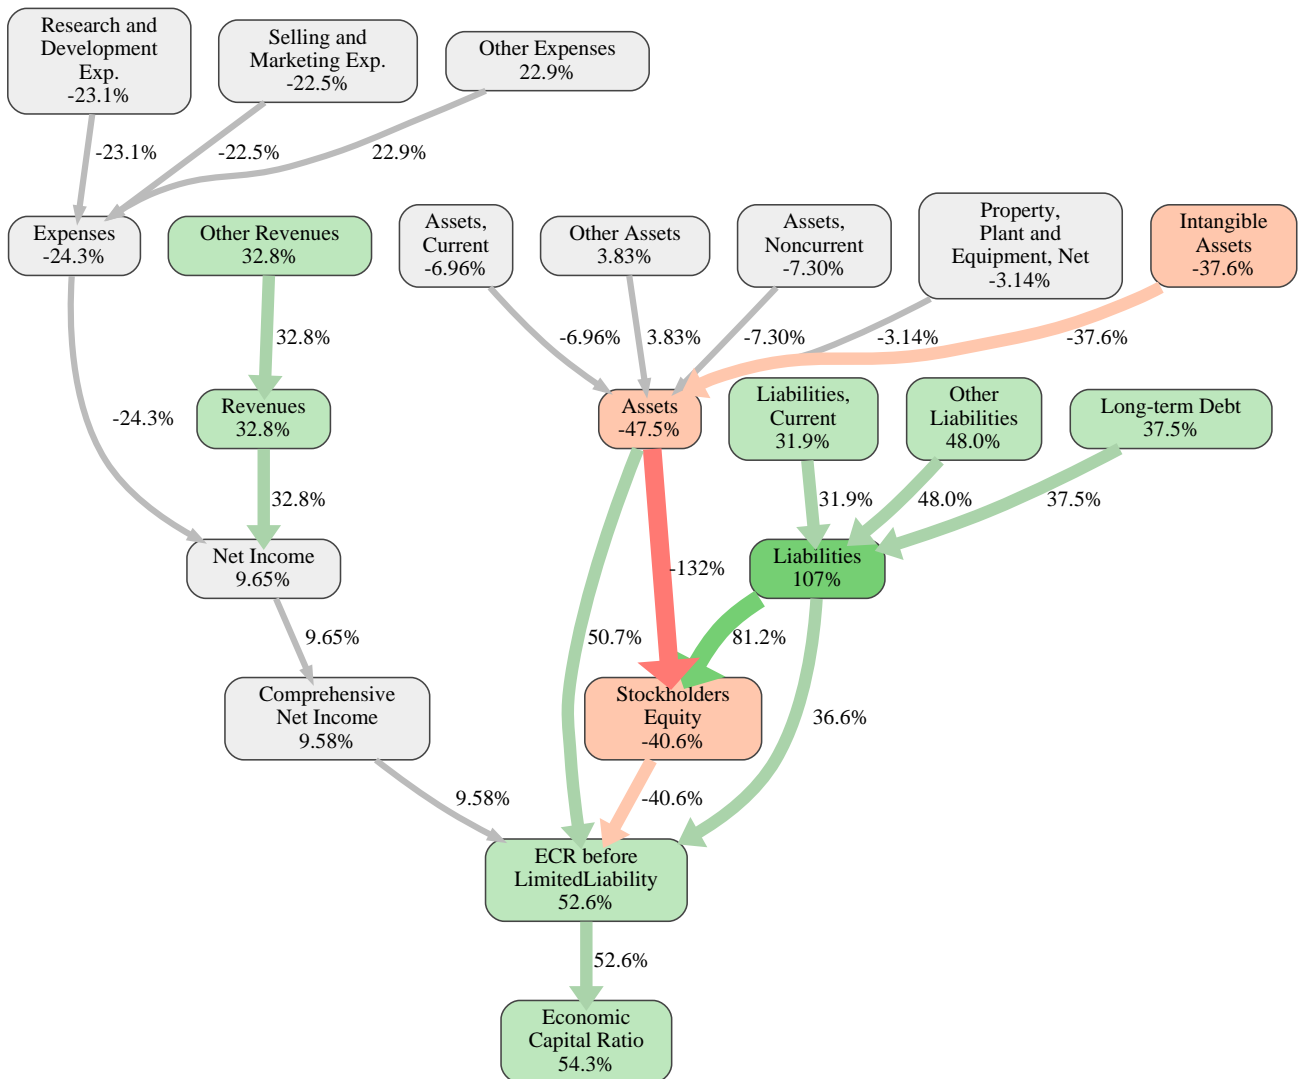 Research and
Development
Exp.
-23.1%
Selling and
Marketing Exp.
-22.5%
Other Expenses
22.9%
-23.1%
-22.5%
22.9%
Expenses
-24.3%
Other Revenues
32.8%
Assets,
Current
-6.96%
Other Assets
3.83%
Assets,
Noncurrent
-7.30%
Property,
Plant and
Equipment, Net
-3.14%
Intangible
Assets
-37.6%
32.8%
-6.96%
3.83%
-7.30%
-3.14%
-37.6%
-24.3%
Revenues
32.8%
Assets
-47.5%
Liabilities,
Current
31.9%
Other
Liabilities
48.0%
Long-term Debt
37.5%
32.8%
31.9%
48.0%
37.5%
Net Income
9.65%
-132%
Liabilities
107%
9.65%
50.7%
81.2%
Comprehensive
Net Income
9.58%
Stockholders
Equity
-40.6%
36.6%
9.58%
-40.6%
ECR before
LimitedLiability
52.6%
52.6%
Economic
Capital Ratio
54.3%